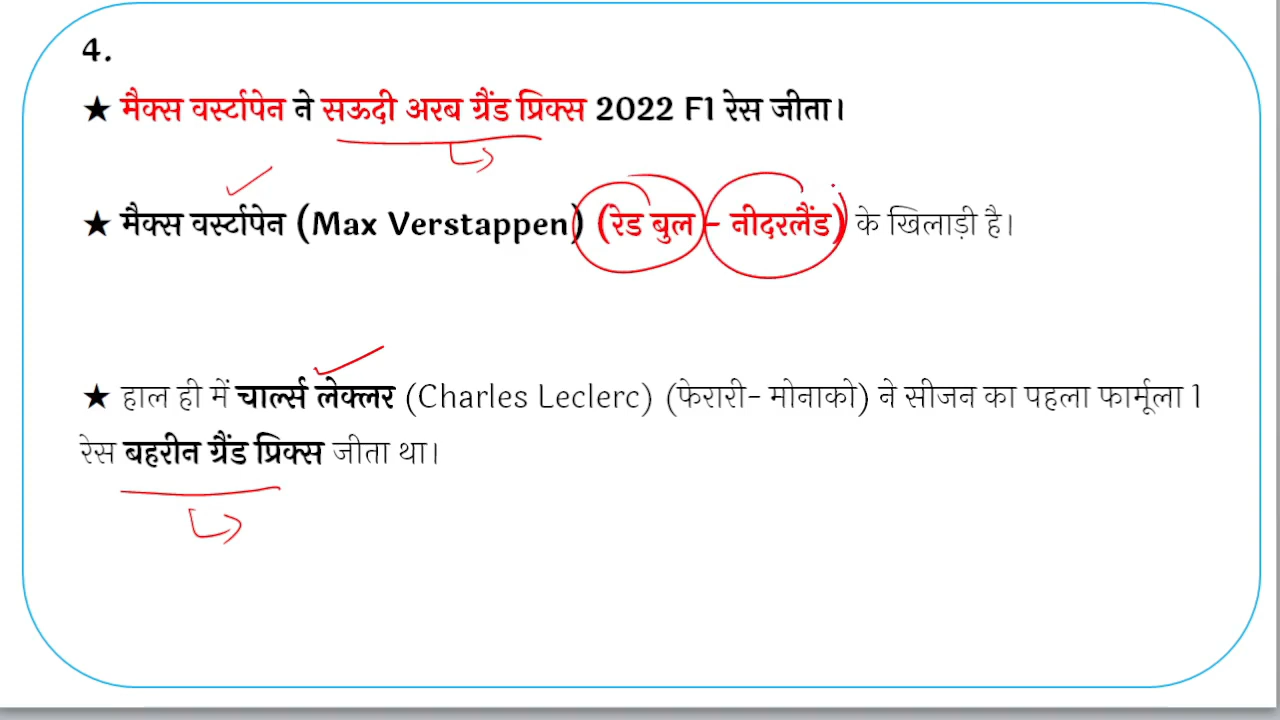 4.
★ मैक्स वर्स्टापेन ने सऊदी अरब ग्रैंड प्रिक्स 2022 F1 रेस जीता।
★ मैक्स वर्स्टापेन (Max Verstappen) (रेड बुल - नीदरलैंड) के खिलाड़ी है।
★ हाल ही में चार्ल्स लेक्लर (Charles Leclerc) (फेरारी- मोनाको) ने सीजन का पहला फार्मूला 1
रेस बहरीन ग्रैंड प्रिक्स जीता था।